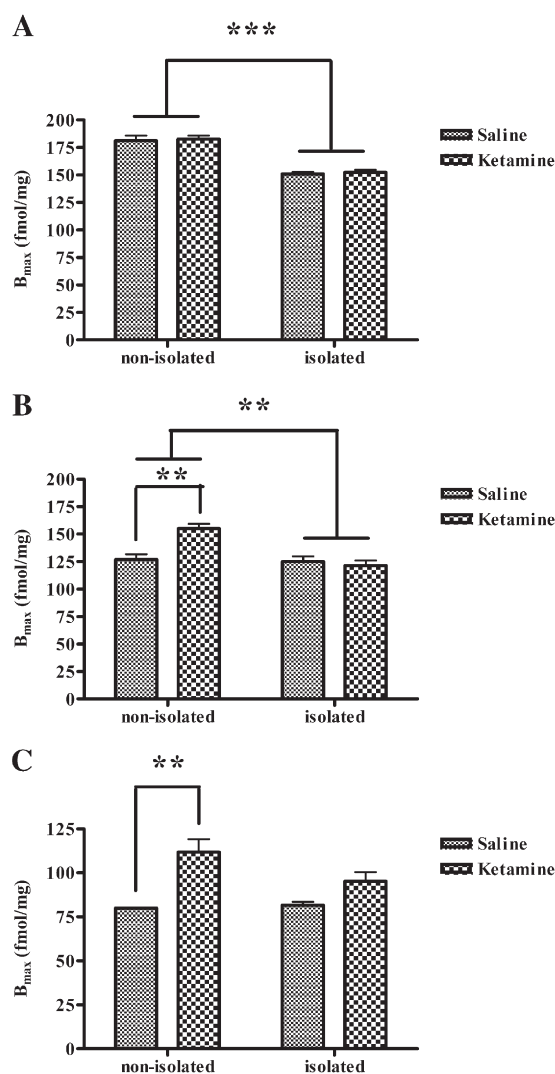 A
***
200
175
150
125
100
75
50
25
0
Bmax (fmol/mg)
non-isolated
isolated
Saline
Ketamine
B
**
**
200
175
150
125
100
75
50
25
0
Bmax (fmol/mg)
non-isolated
isolated
Saline
Ketamine
C
**
125
100
75
50
25
0
Bmax (fmol/mg)
non-isolated
isolated
Saline
Ketamine